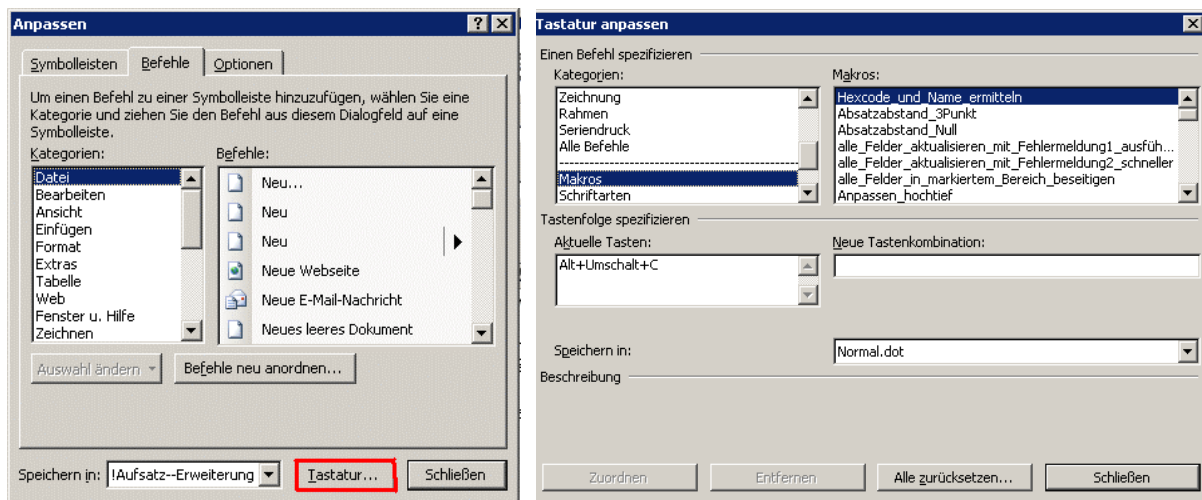 Anpassen
Symbolleisten Befehle Optionen
Um einen Befehl zu einer Symbolleiste hinzuzufügen, wählen Sie eine
Kategorie und ziehen Sie den Befehl aus diesem Dialogfeld auf eine
Symbolleiste.
Kategorien: Befehle:
Datei
Bearbeiten
Ansicht
Einfügen
Format
Extras
Tabelle
Web
Fenster u. Hilfe
Zeichnen
Neu...
Neu
Neu
Neue Webseite
Neue E-Mail-Nachricht
Neues leeres Dokument
Auswahl ändern Befehle neu anordnen...
Speichern in: !Aufsatz--Erweiterung Tastatur... Schließen
Tastatur anpassen
Einen Befehl spezifizieren
Kategorien: Makros:
Zeichnung
Rahmen
Seriendruck
Alle Befehle
--------------------------------
Makros
Schriftarten
Hexcode_und_Name_ermitteln
Absatzabstand_3Punkt
Absatzabstand_Null
alle_Felder_aktualisieren_mit_Fehlermeldung1_ausfüh...
alle_Felder_aktualisieren_mit_Fehlermeldung2_schneller
alle_Felder_in_markiertem_Bereich_beseitigen
Anpassen_hochtief
Tastenfolge spezifizieren
Aktuelle Tasten: Neue Tastenkombination:
Alt+Umschalt+C
Speichern in: Normal.dot
Beschreibung
Zuordnen Entfernen Alle zurücksetzen... Schließen